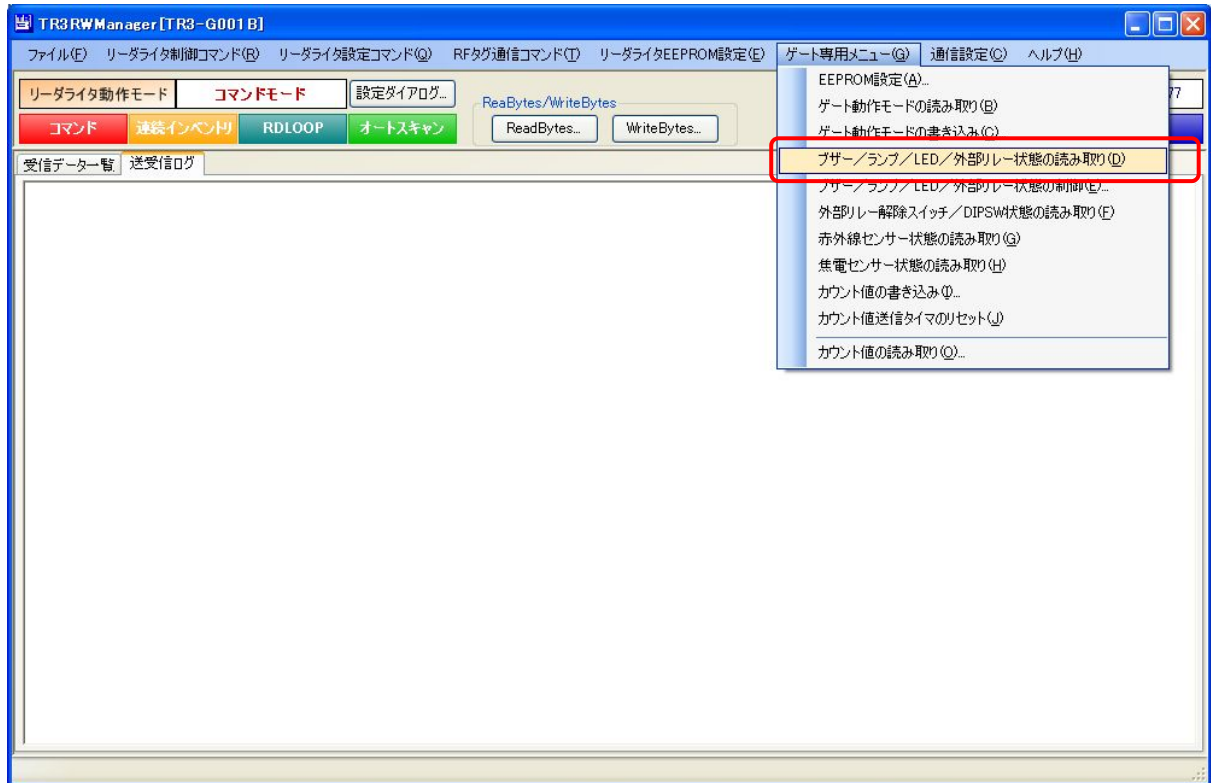 TR3RWManager[TR3-G001B]
ファイル(F) リーダライタ制御コマンド(R) リーダライタ設定コマンド(Q) RFタグ通信コマンド(T) リーダライタEEPROM設定(E) ゲート専用メニュー(G) 通信設定(C) ヘルプ(H)
リーダライタ動作モード コマンドモード 設定ダイアログ...
ReaBytes/WriteBytes
コマンド 連続インベントリ RDLOOP オートスキャン ReadBytes... WriteBytes...
77
受信データ一覧 送受信ログ
EEPROM設定(A)...
ゲート動作モードの読み取り(B)
ゲート動作モードの書き込み(C)
ブザー／ランプ／LED／外部リレー状態の読み取り(D)
ブザー／ランプ／LED／外部リレー状態の制御(E)...
外部リレー解除スイッチ／DIPSW状態の読み取り(F)
赤外線センサー状態の読み取り(G)
焦電センサー状態の読み取り(H)
カウント値の書き込み(I)...
カウント値送信タイマのリセット(J)
カウント値の読み取り(O)...